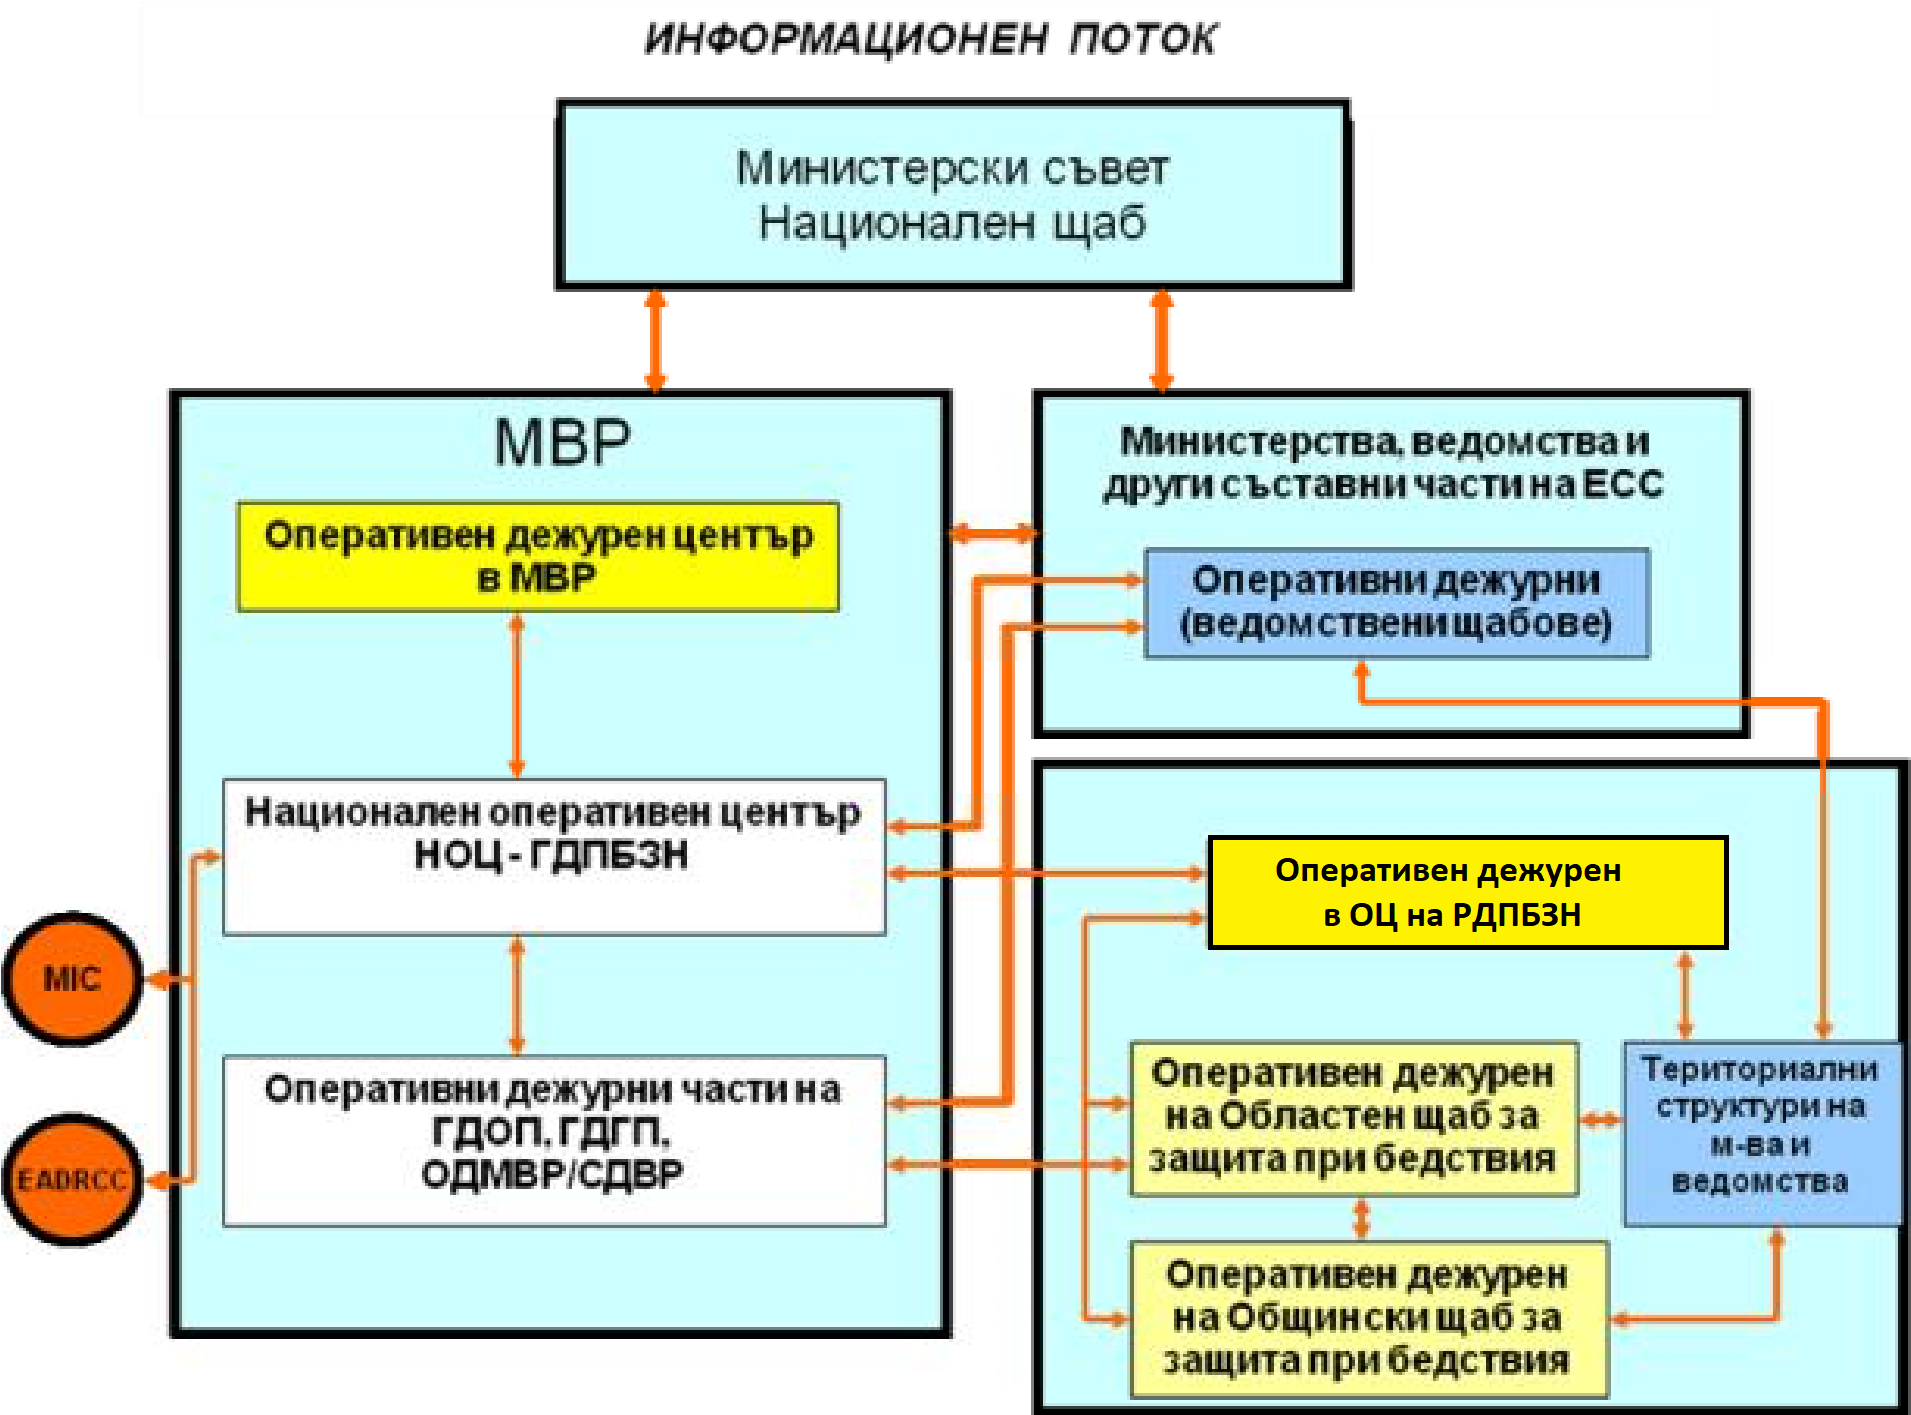 ИНФОРМАЦИОНЕН ПОТОК
Министерски съвет
Национален щаб
МВР
Оперативен дежурен център
в МВР
Национален оперативен център
НОЦ - ГДПБЗН
Оперативни дежурни части на
ГДОП, ГДГП,
ОДМВР/СДВР
MIC
EADRCC
Министерства, ведомства и
други съставни части на ЕСС
Оперативни дежурни
(ведомствени щабове)
Оперативен дежурен
в ОЦ на РДПБЗН
Оперативен дежурен
на Областен щаб за
защита при бедствия
Териториални
структури на
м-ва и
ведомства
Оперативен дежурен
на Общински щаб за
защита при бедствия